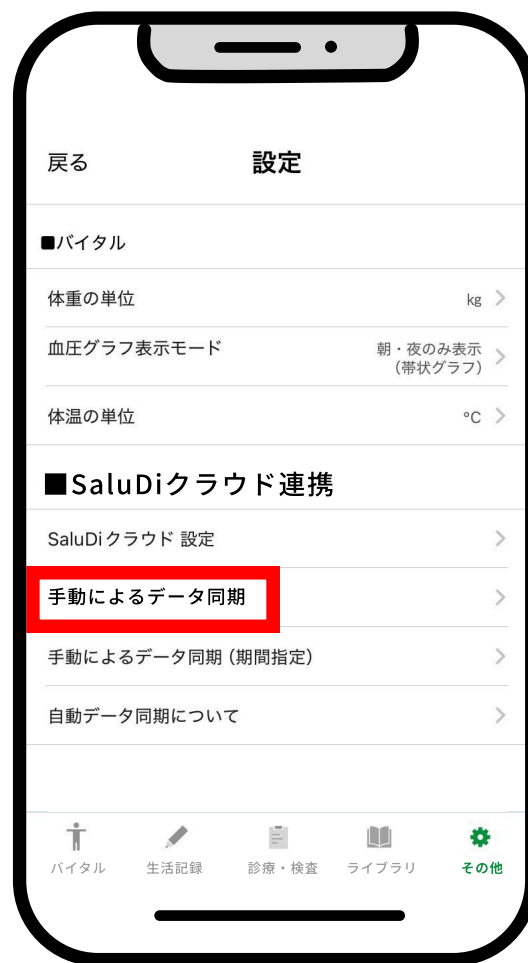 戻る 設定
■バイタル
体重の単位 kg
血圧グラフ表示モード 朝・夜のみ表示
(帯状グラフ)
体温の単位 °C
■SaluDiクラウド連携
SaluDiクラウド 設定
手動によるデータ同期
手動によるデータ同期(期間指定)
自動データ同期について
バイタル 生活記録 診療・検査 ライブラリ その他